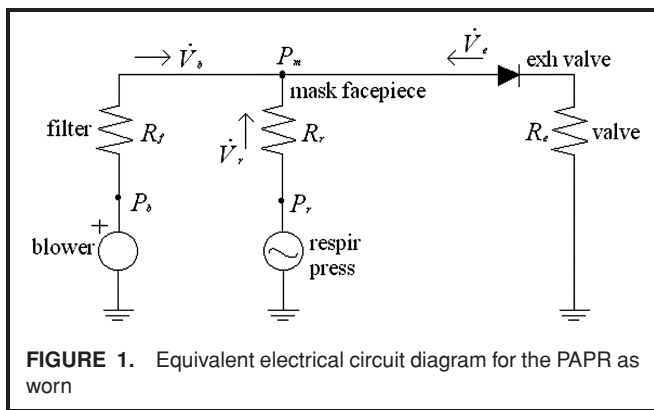 V̇b
Pm
V̇e
exh valve
mask facepiece
filter
Rf
V̇r
Rr
Re
valve
Pb
Pr
+
blower
respir
press
FIGURE 1. Equivalent electrical circuit diagram for the PAPR as
worn